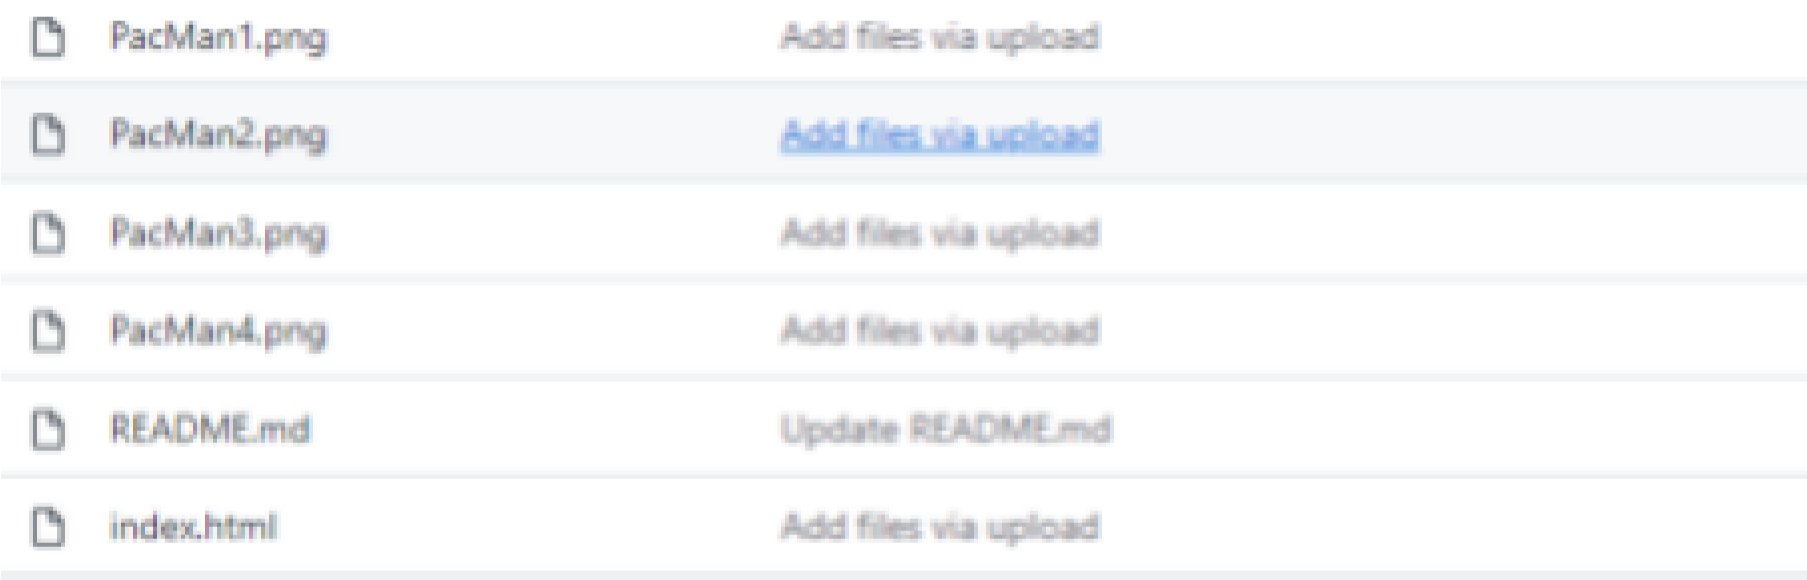 PacMan1.png Add files via upload
PacMan2.png Add files via upload
PacMan3.png Add files via upload
PacMan4.png Add files via upload
README.md Update README.md
index.html Add files via upload